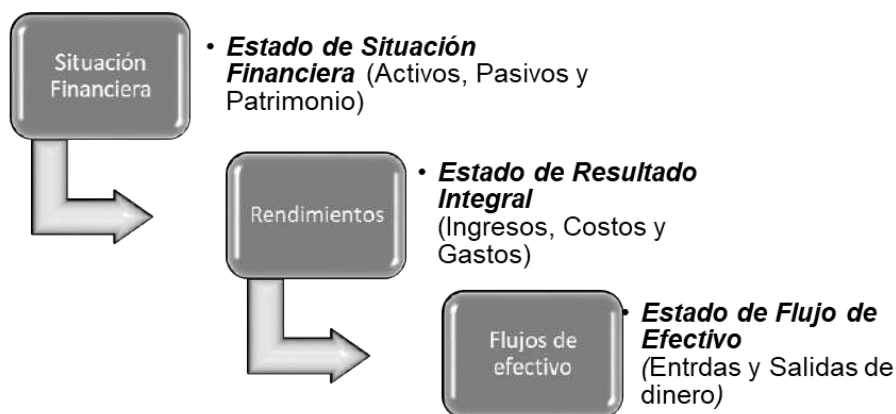 Situación
Financiera
• Estado de Situación
Financiera (Activos, Pasivos y
Patrimonio)
Rendimientos
• Estado de Resultado
Integral
(Ingresos, Costos y
Gastos)
Flujos de
efectivo
• Estado de Flujo de
Efectivo
(Entrdas y Salidas de
dinero)